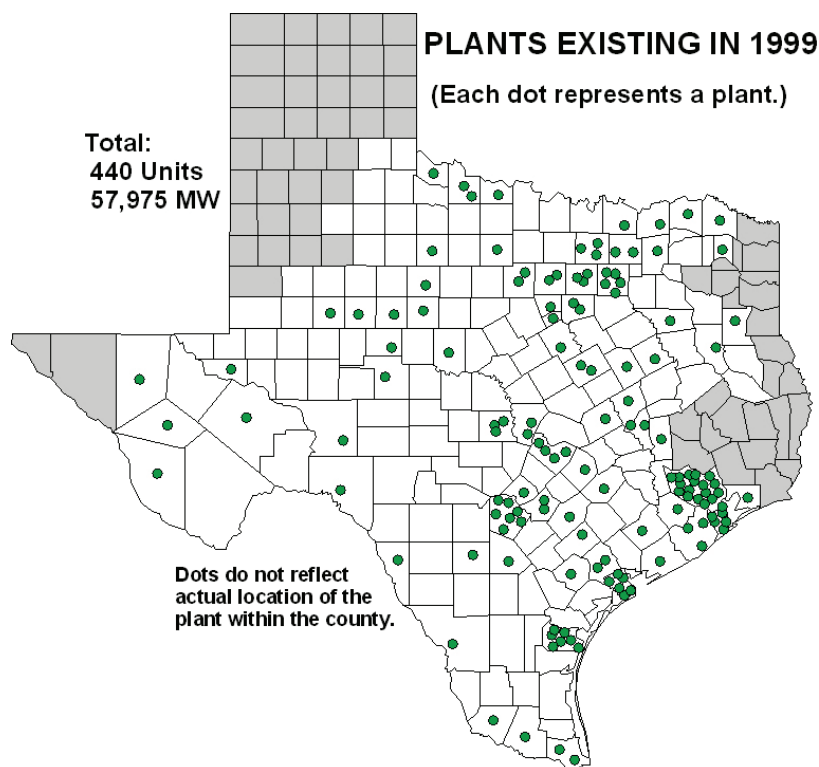 PLANTS EXISTING IN 1999
(Each dot represents a plant.)
Total:
440 Units
57,975 MW
Dots do not reflect
actual location of the
plant within the county.